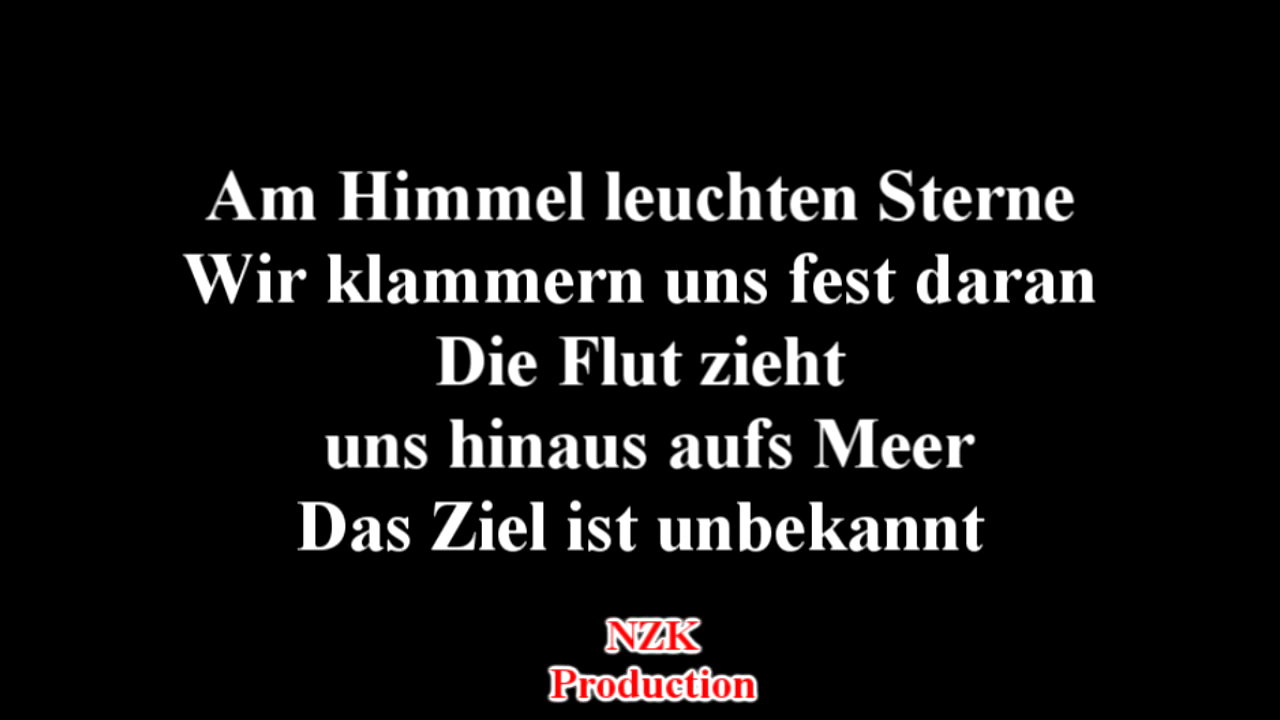 Am Himmel leuchten Sterne
Wir klammern uns fest daran
Die Flut zieht
uns hinaus aufs Meer
Das Ziel ist unbekannt
NZK
Production